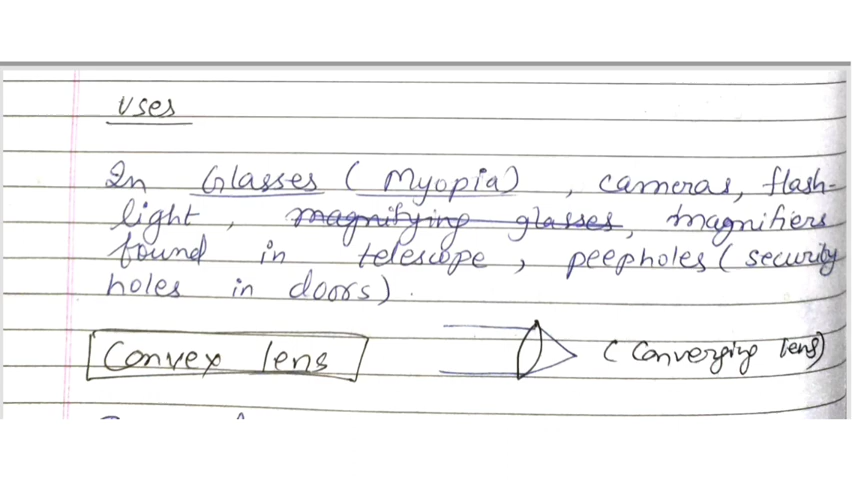 Uses
In Glasses (Myopia), cameras, flash-
light, magnifying glasses, magnifiers
found in telescope, peepholes (security
holes in doors).
Convex lens (Converging lens)